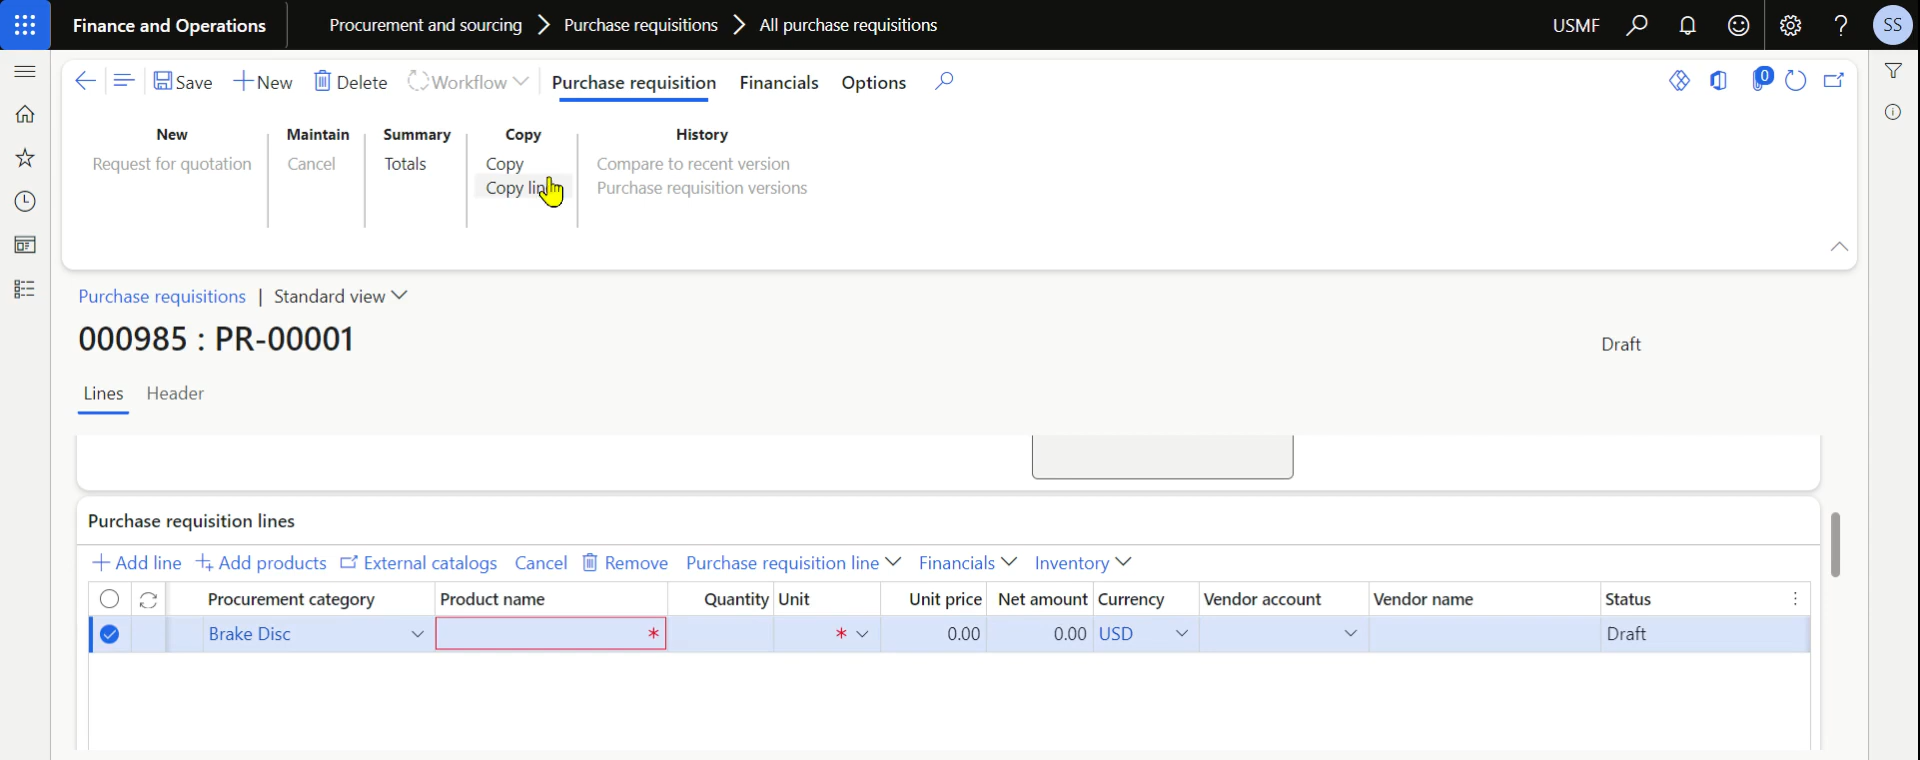 Finance and Operations Procurement and sourcing Purchase requisitions All purchase requisitions USMF ? SS
Save New Delete Workflow Purchase requisition Financials Options 0
New Maintain Summary Copy History
Request for quotation Cancel Totals Copy Compare to recent version
Copy Purchase requisition versions
Purchase requisitions | Standard view
000985 : PR-00001
Draft
Lines Header
Purchase requisition lines
Add line Add products External catalogs Cancel Remove Purchase requisition line Financials Inventory
Procurement category Product name Quantity Unit Unit price Net amount Currency Vendor account Vendor name Status
Brake Disc * * 0.00 0.00 USD Draft